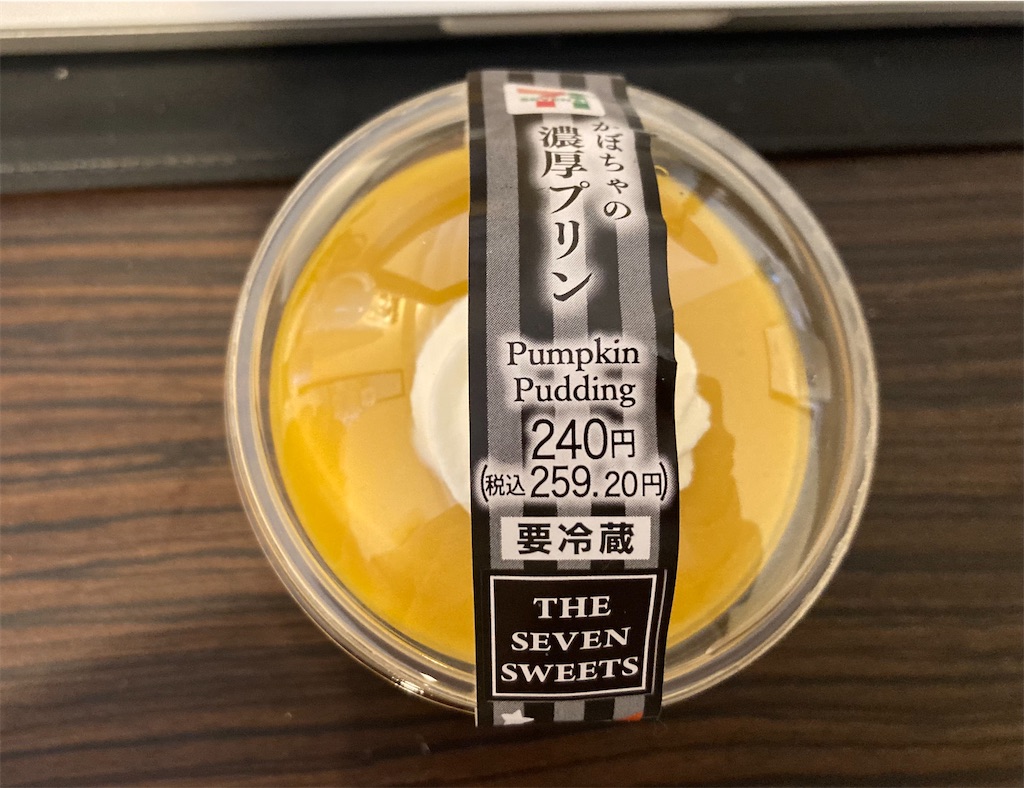 かぼちゃの
濃厚プリン
Pumpkin
Pudding
240円
(税込259.20円)
要冷蔵
THE
SEVEN
SWEETS